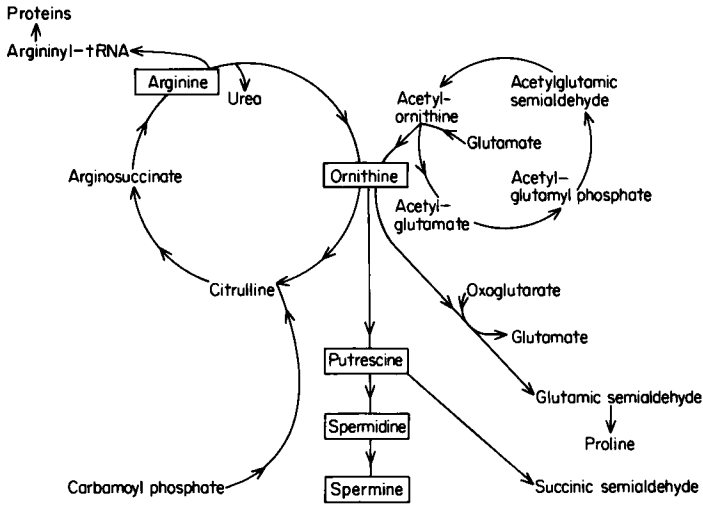 Proteins
Argininyl-tRNA
Arginine
Urea
Acetyl-
ornithine
Acetylglutamic
semialdehyde
Glutamate
Arginosuccinate
Ornithine
Acetyl-
glutamyl phosphate
Acetyl-
glutamate
Citrulline
Oxoglutarate
Glutamate
Putrescine
Glutamic semialdehyde
Spermidine
Proline
Carbamoyl phosphate
Spermine
Succinic semialdehyde